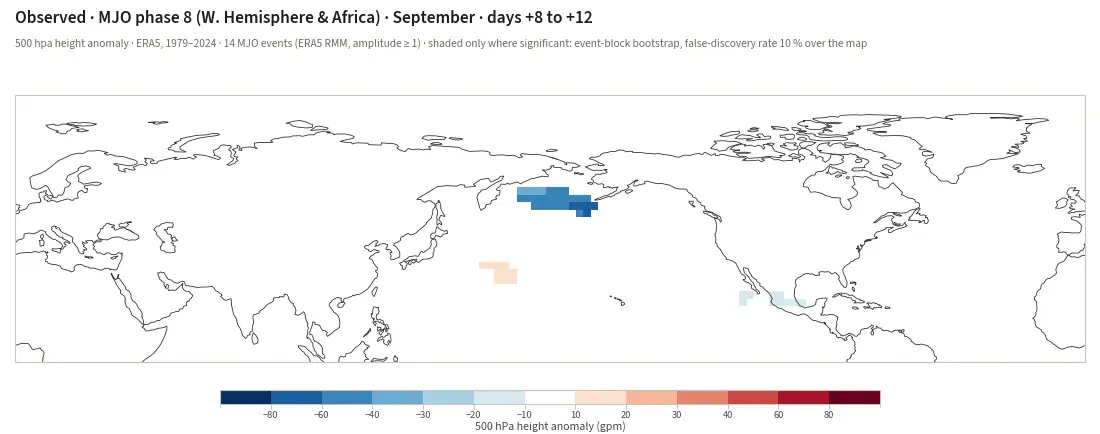 Observed · MJO phase 8 (W. Hemisphere & Africa) · September · days +8 to +12
500 hpa height anomaly · ERA5, 1979–2024 · 14 MJO events (ERA5 RMM, amplitude ≥ 1) · shaded only where significant: event-block bootstrap, false-discovery rate 10 % over the map
−80 −60 −40 −30 −20 −10 10 20 30 40 60 80
500 hPa height anomaly (gpm)